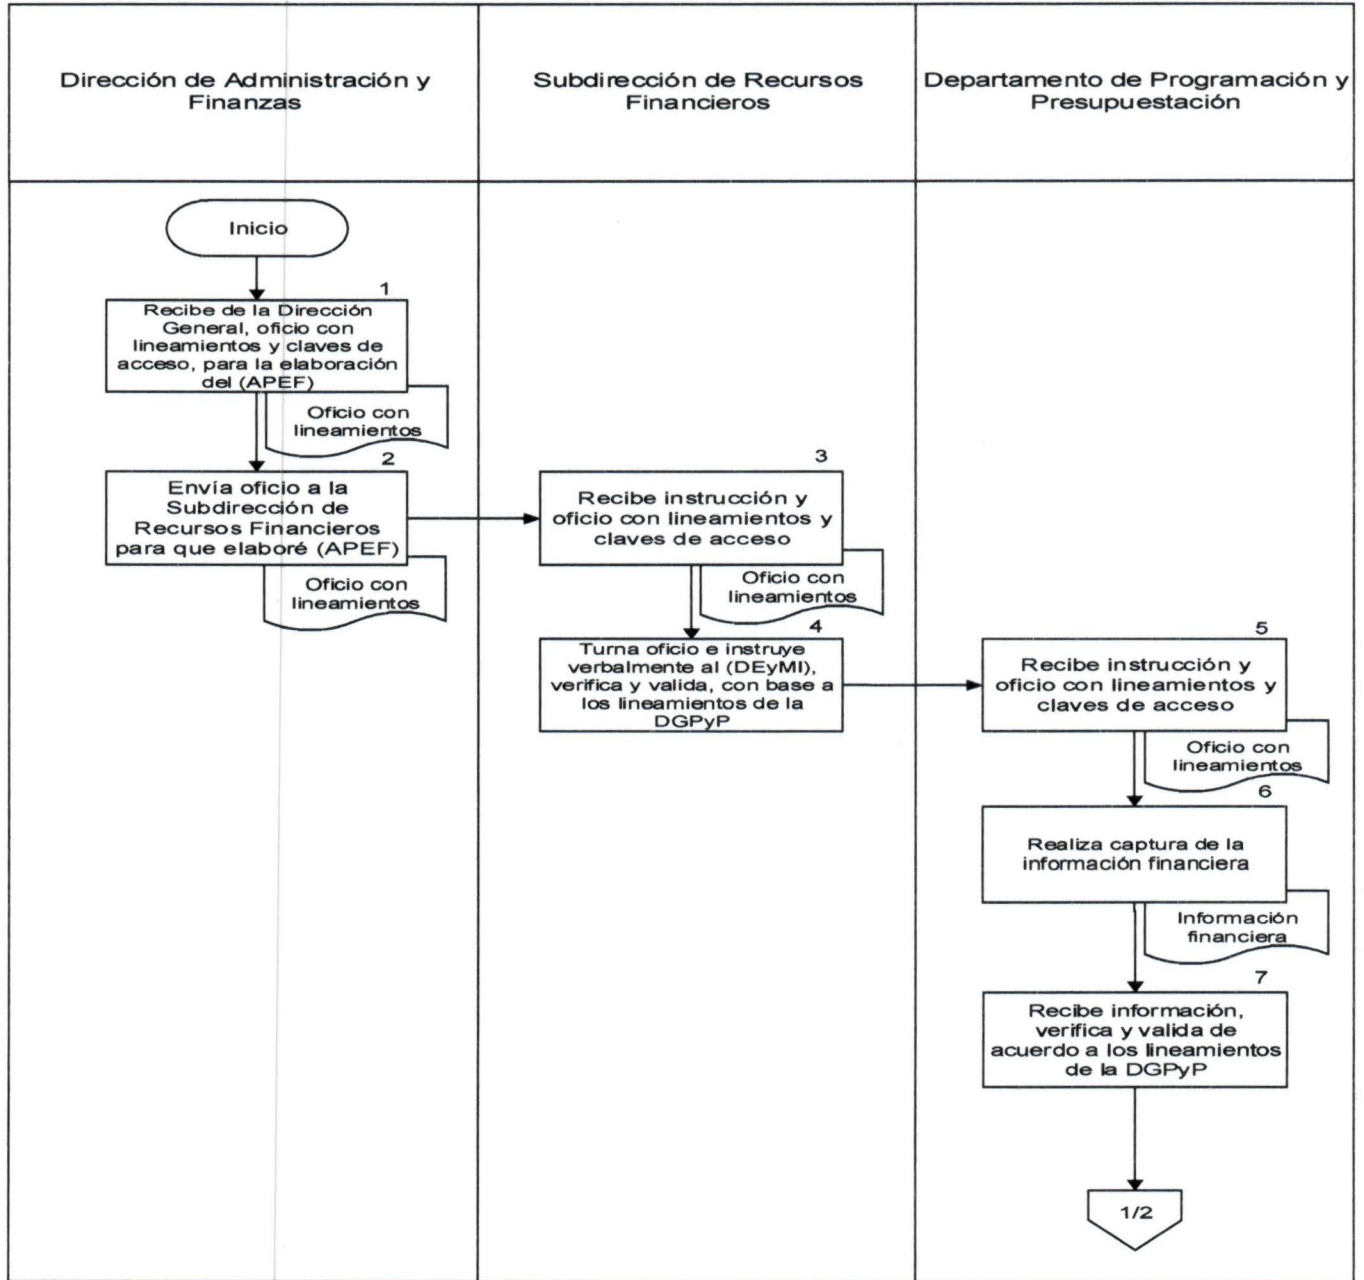 Dirección de Administración y
Finanzas
Subdirección de Recursos
Financieros
Departamento de Programación y
Presupuestación
Inicio
1
Recibe de la Dirección
General, oficio con
lineamientos y claves de
acceso, para la elaboración
del (APEF)
Oficio con
lineamientos
2
Envía oficio a la
Subdirección de
Recursos Financieros
para que elaboré (APEF)
Oficio con
lineamientos
3
Recibe instrucción y
oficio con lineamientos y
claves de acceso
Oficio con
lineamientos
4
Turna oficio e instruye
verbalmente al (DEyMI),
verifica y valida, con base a
los lineamientos de la
DGPyP
5
Recibe instrucción y
oficio con lineamientos y
claves de acceso
Oficio con
lineamientos
6
Realiza captura de la
información financiera
Información
financiera
7
Recibe información,
verifica y valida de
acuerdo a los lineamientos
de la DGPyP
1/2